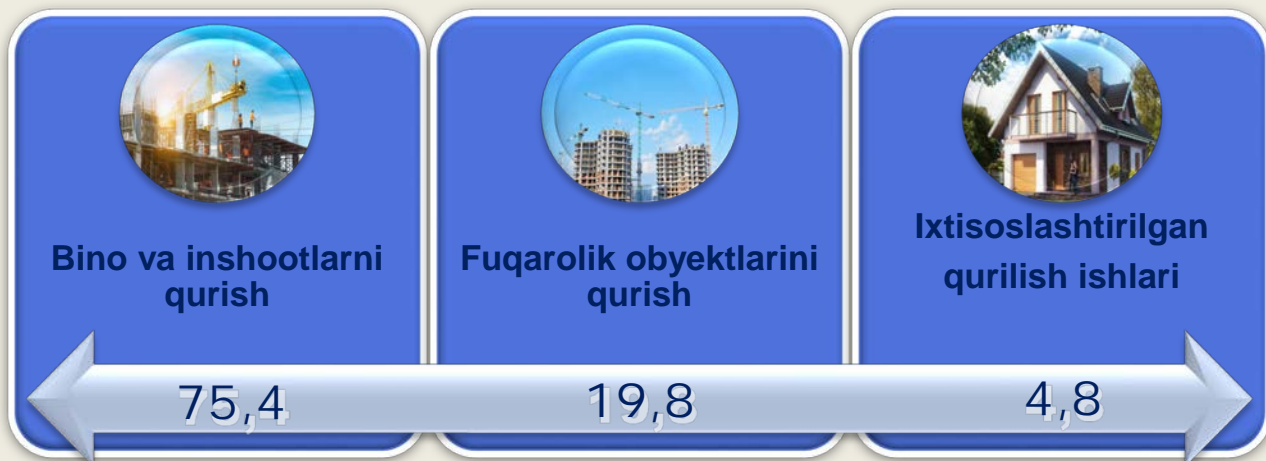 Bino va inshootlarni
qurish
75,4
Fuqarolik obyektlarini
qurish
19,8
Ixtisoslashtirilgan
qurilish ishlari
4,8